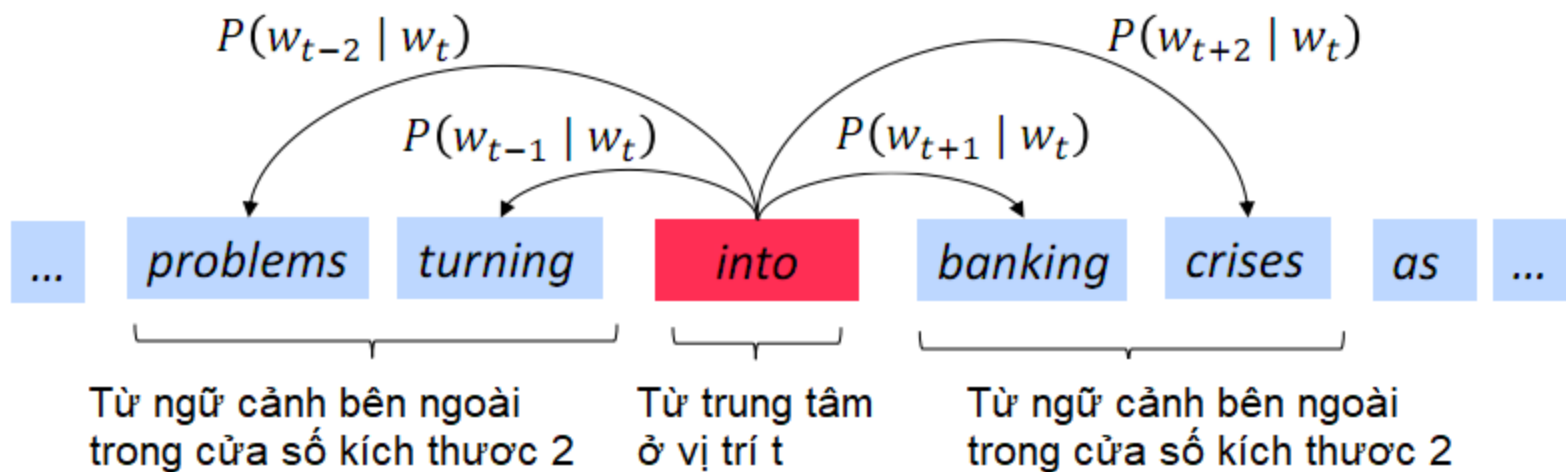 P(w_{t−2} | w_t) P(w_{t+2} | w_t)
P(w_{t−1} | w_t) P(w_{t+1} | w_t)
... problems turning into banking crises as ...
Từ ngữ cảnh bên ngoài
trong cửa số kích thươc 2
Từ trung tâm
ở vị trí t
Từ ngữ cảnh bên ngoài
trong cửa số kích thươc 2